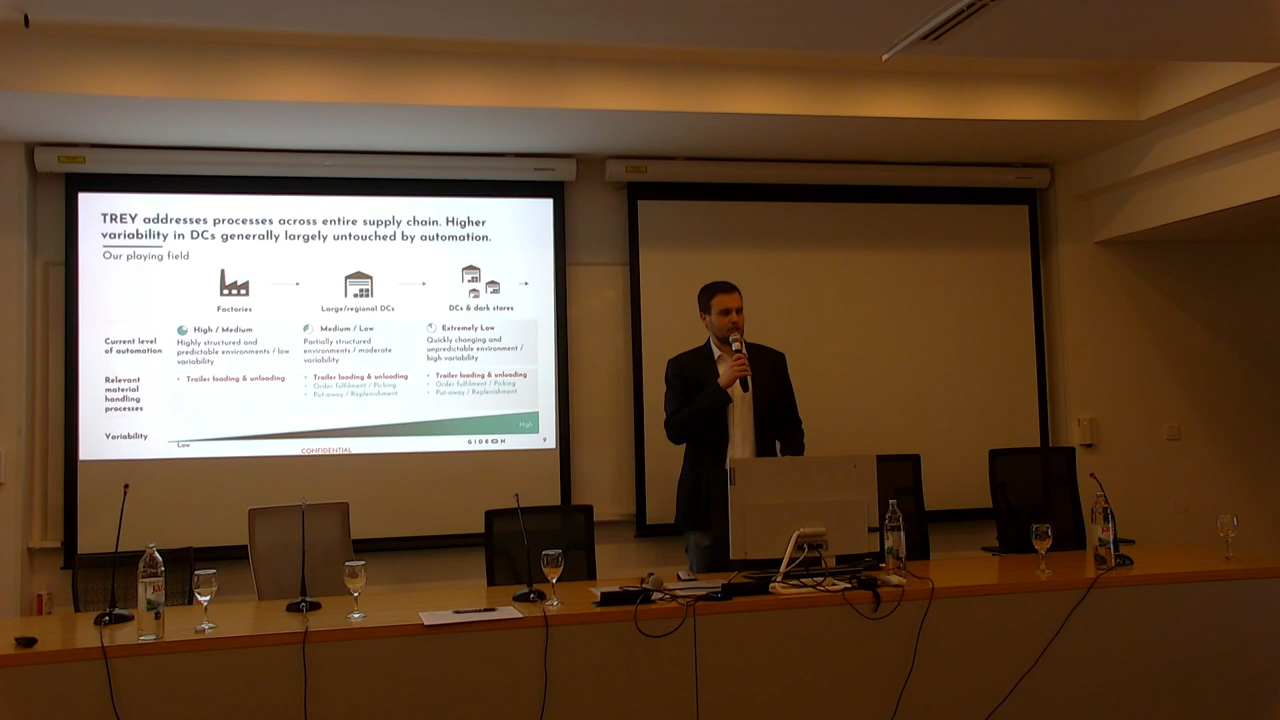 TREY addresses processes across entire supply chain. Higher
variability in DCs generally largely untouched by automation.
Our playing field
Factories
Large/regional DCs
DCs & dark stores
Current level
of automation
High / Medium
Highly structured and
predictable environments / low
variability
Medium / Low
Partially structured
environments / moderate
variability
Extremely Low
Quickly changing and
unpredictable environment /
high variability
Relevant
material
handling
processes
• Trailer loading & unloading
• Trailer loading & unloading
• Order fulfilment / Picking
• Put-away / Replenishment
• Trailer loading & unloading
• Order fulfilment / Picking
• Put-away / Replenishment
Variability
Low
High
CONFIDENTIAL
GIDEON
9